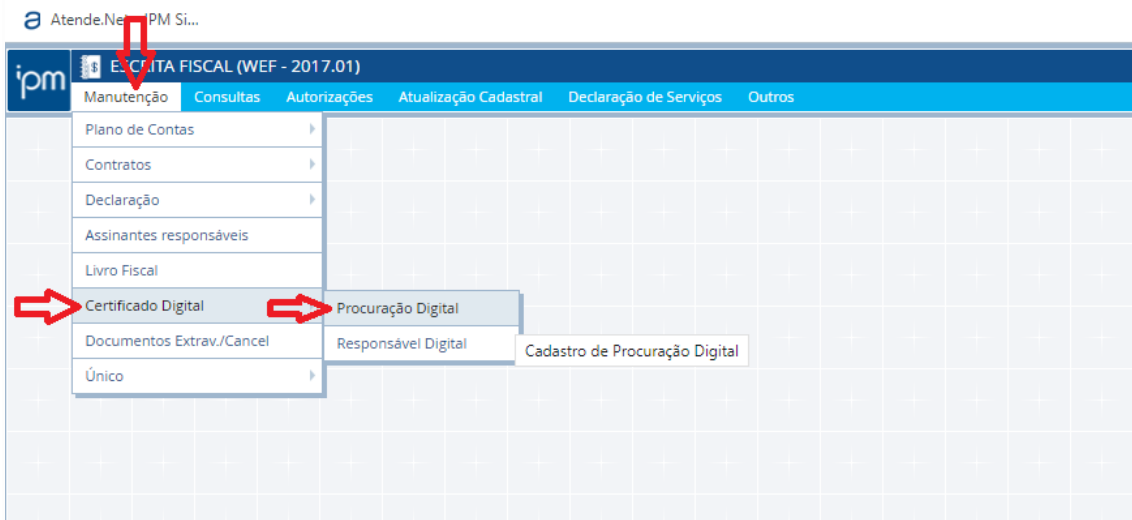 Atende.Net - IPM Si...
ipm
ESCRITA FISCAL (WEF - 2017.01)
Manutenção Consultas Autorizações Atualização Cadastral Declaração de Serviços Outros
Plano de Contas
Contratos
Declaração
Assinantes responsáveis
Livro Fiscal
Certificado Digital
Procuração Digital
Documentos Extrav./Cancel
Responsável Digital
Cadastro de Procuração Digital
Único